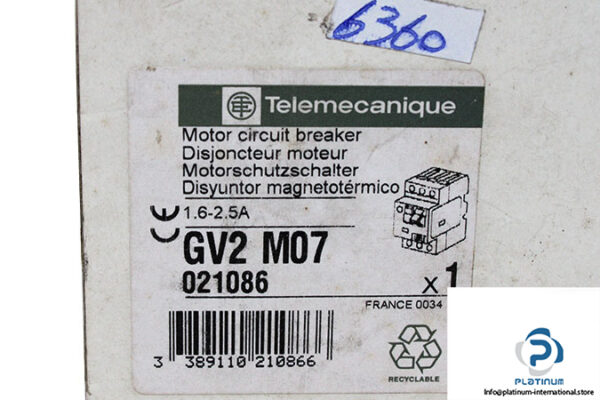 6360
Telemecanique
Motor circuit breaker
Disjoncteur moteur
Motorschutzschalter
Disyuntor magnetotérmico
1.6-2.5A
GV2 M07
021086
x 1
FRANCE 0034
3 389110 210866
RECYCLABLE
PLATINUM
Info@platinum-international.store